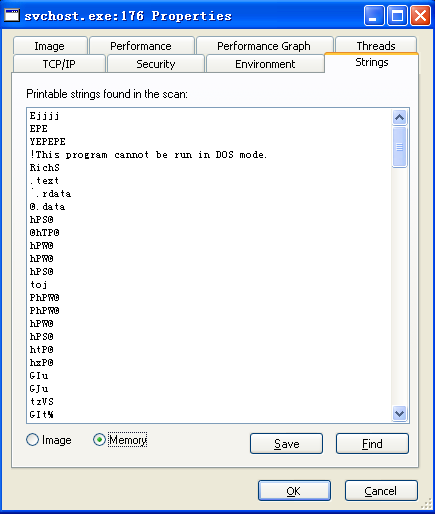 svchost.exe:176 Properties
Image Performance Performance Graph Threads
TCP/IP Security Environment Strings
Printable strings found in the scan:
Ejjjj
EPE
YEPEPE
!This program cannot be run in DOS mode.
RichS
.text
`.rdata
@.data
hPS@
@hTP@
hPW@
hPW@
hPS@
toj
PhPW@
PhPW@
hPW@
hPS@
htP@
hxP@
GIu
GJu
tzVS
GIt%
Image Memory Save Find
OK Cancel